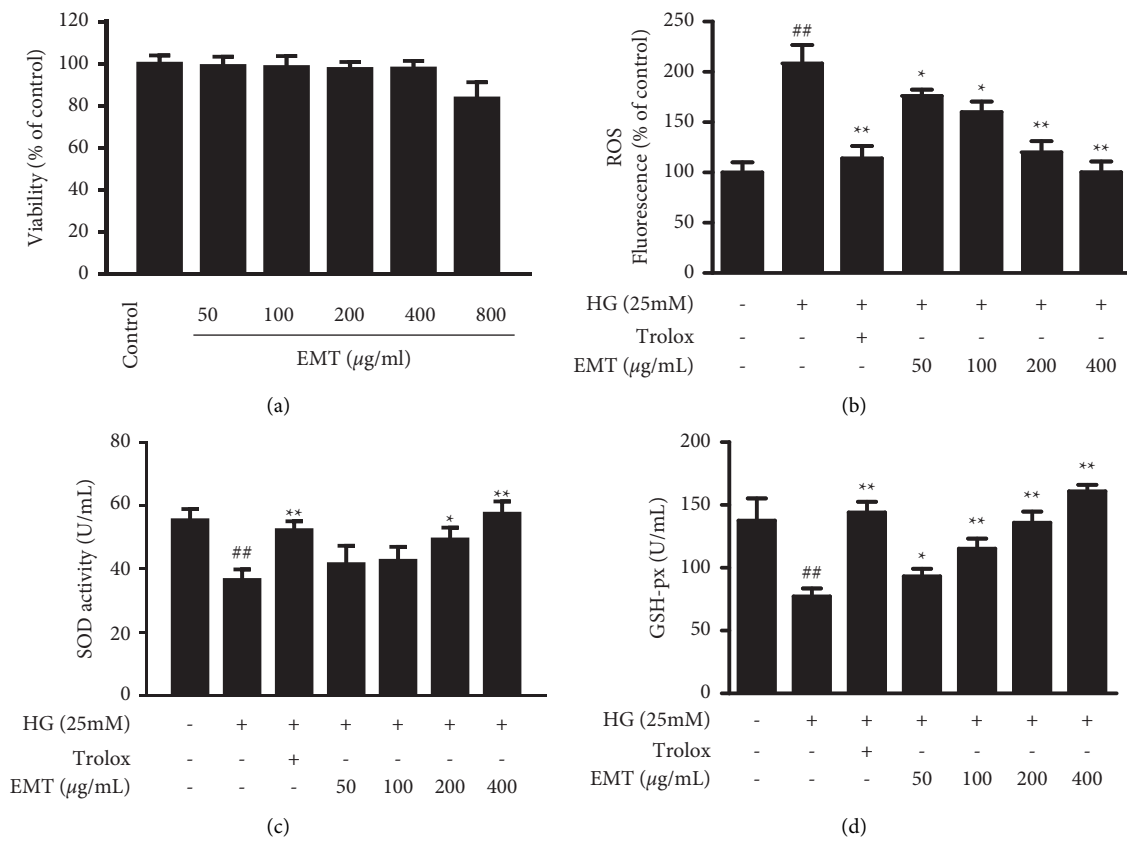 120
100
80
60
40
20
0
Viability (% of control)
Control
50 100 200 400 800
EMT (µg/ml)
(a)
250
200
150
100
50
0
ROS
Fluorescence (% of control)
##
**
*
*
**
**
HG (25mM) - + + + + + +
Trolox - - + - - - -
EMT (µg/mL) - - - 50 100 200 400
(b)
80
60
40
20
0
SOD activity (U/mL)
##
**
*
**
HG (25mM) - + + + + + +
Trolox - - + - - - -
EMT (µg/mL) - - - 50 100 200 400
(c)
200
150
100
50
0
GSH-px (U/mL)
##
**
*
**
**
**
HG (25mM) - + + + + + +
Trolox - - + - - - -
EMT (µg/mL) - - - 50 100 200 400
(d)